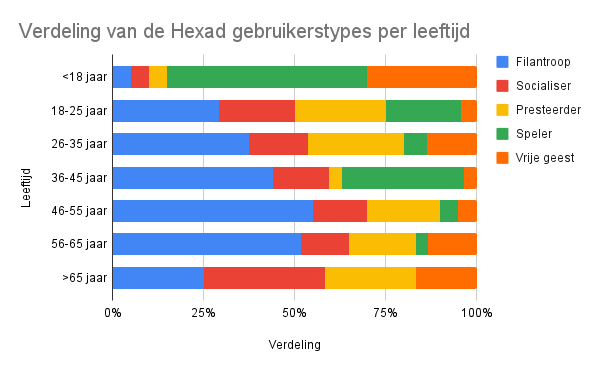 Verdeling van de Hexad gebruikerstypes per leeftijd
Filantroop
Socialiser
Presteerder
Speler
Vrije geest
Leeftijd
<18 jaar
18-25 jaar
26-35 jaar
36-45 jaar
46-55 jaar
56-65 jaar
>65 jaar
0%
25%
50%
75%
100%
Verdeling